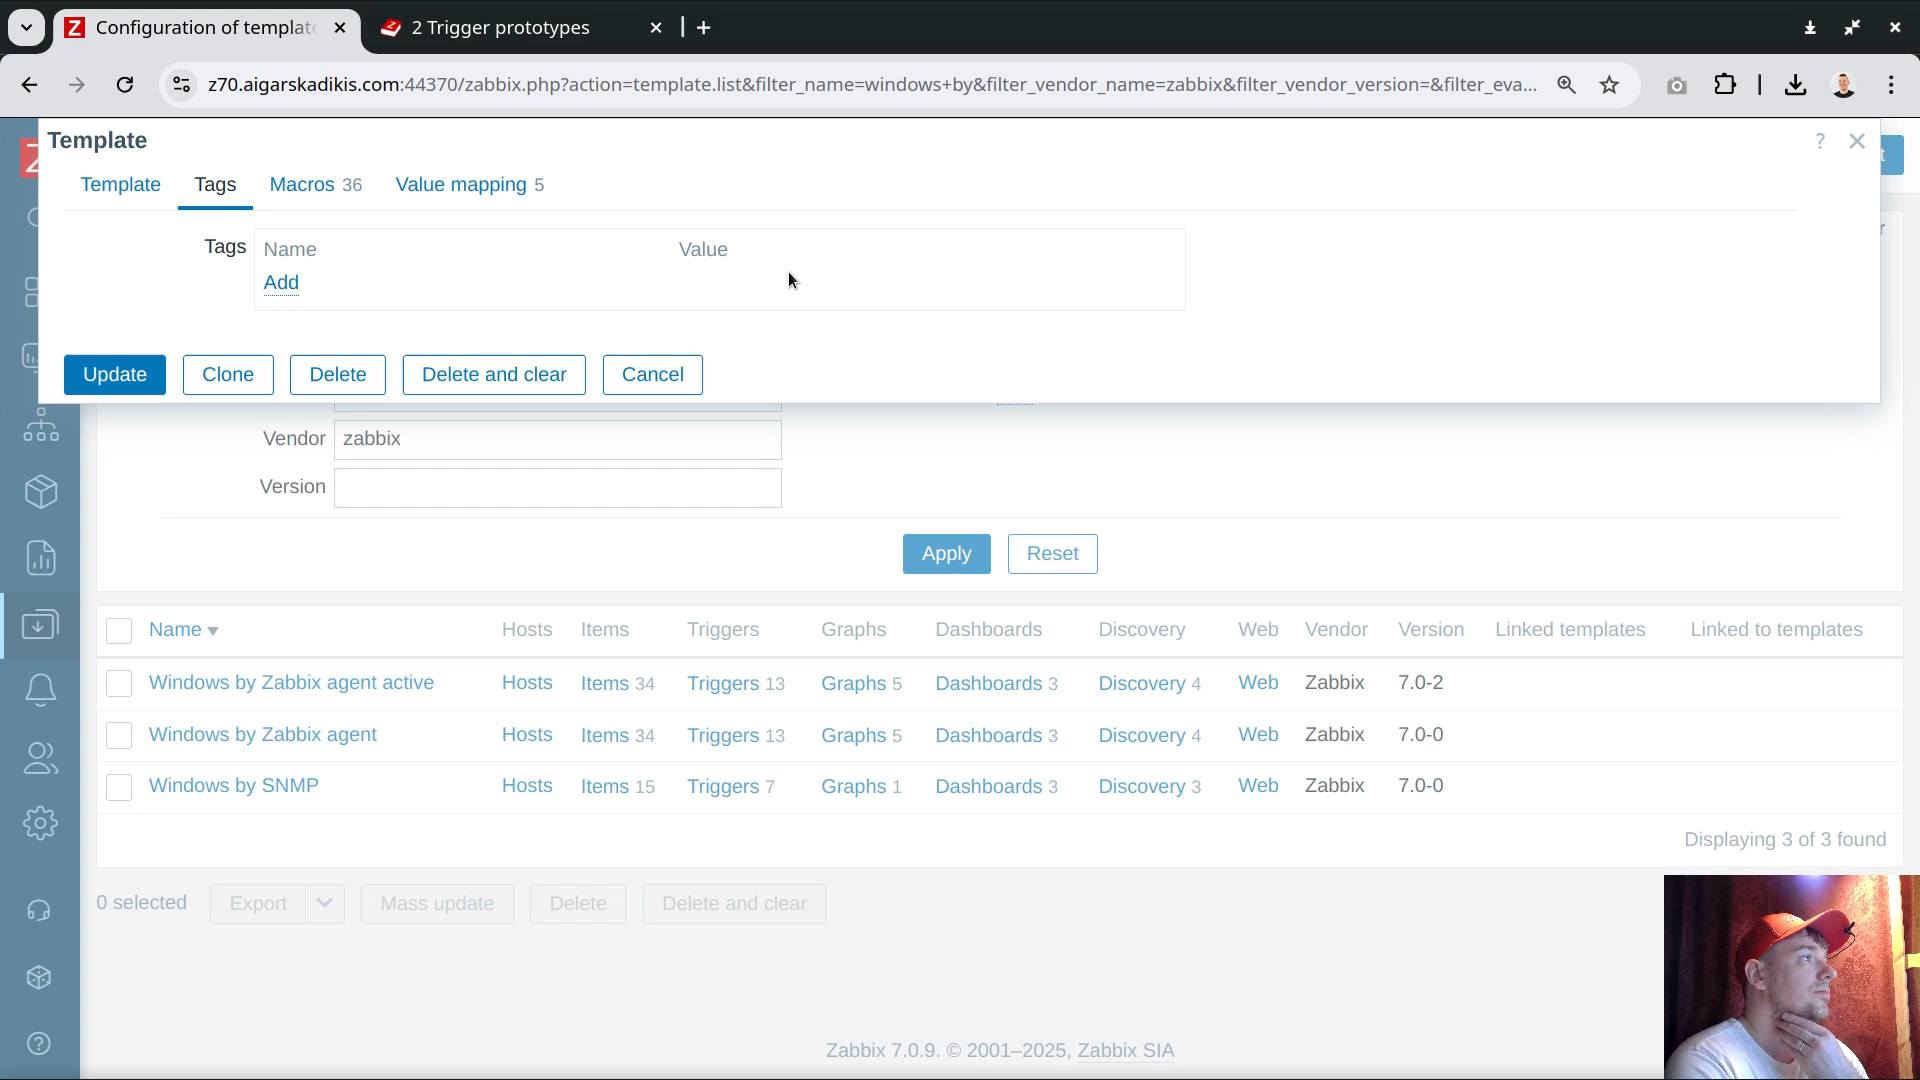 Configuration of templat
2 Trigger prototypes
z70.aigarskadikis.com:44370/zabbix.php?action=template.list&filter_name=windows+by&filter_vendor_name=zabbix&filter_vendor_version=&filter_eva...
Template
?
Template Tags Macros 36 Value mapping 5
Tags Name Value
Add
Update Clone Delete Delete and clear Cancel
Vendor zabbix
Version
Apply Reset
Name Hosts Items Triggers Graphs Dashboards Discovery Web Vendor Version Linked templates Linked to templates
Windows by Zabbix agent active Hosts Items 34 Triggers 13 Graphs 5 Dashboards 3 Discovery 4 Web Zabbix 7.0-2
Windows by Zabbix agent Hosts Items 34 Triggers 13 Graphs 5 Dashboards 3 Discovery 4 Web Zabbix 7.0-0
Windows by SNMP Hosts Items 15 Triggers 7 Graphs 1 Dashboards 3 Discovery 3 Web Zabbix 7.0-0
Displaying 3 of 3 found
0 selected Export Mass update Delete Delete and clear
Zabbix 7.0.9. © 2001–2025, Zabbix SIA